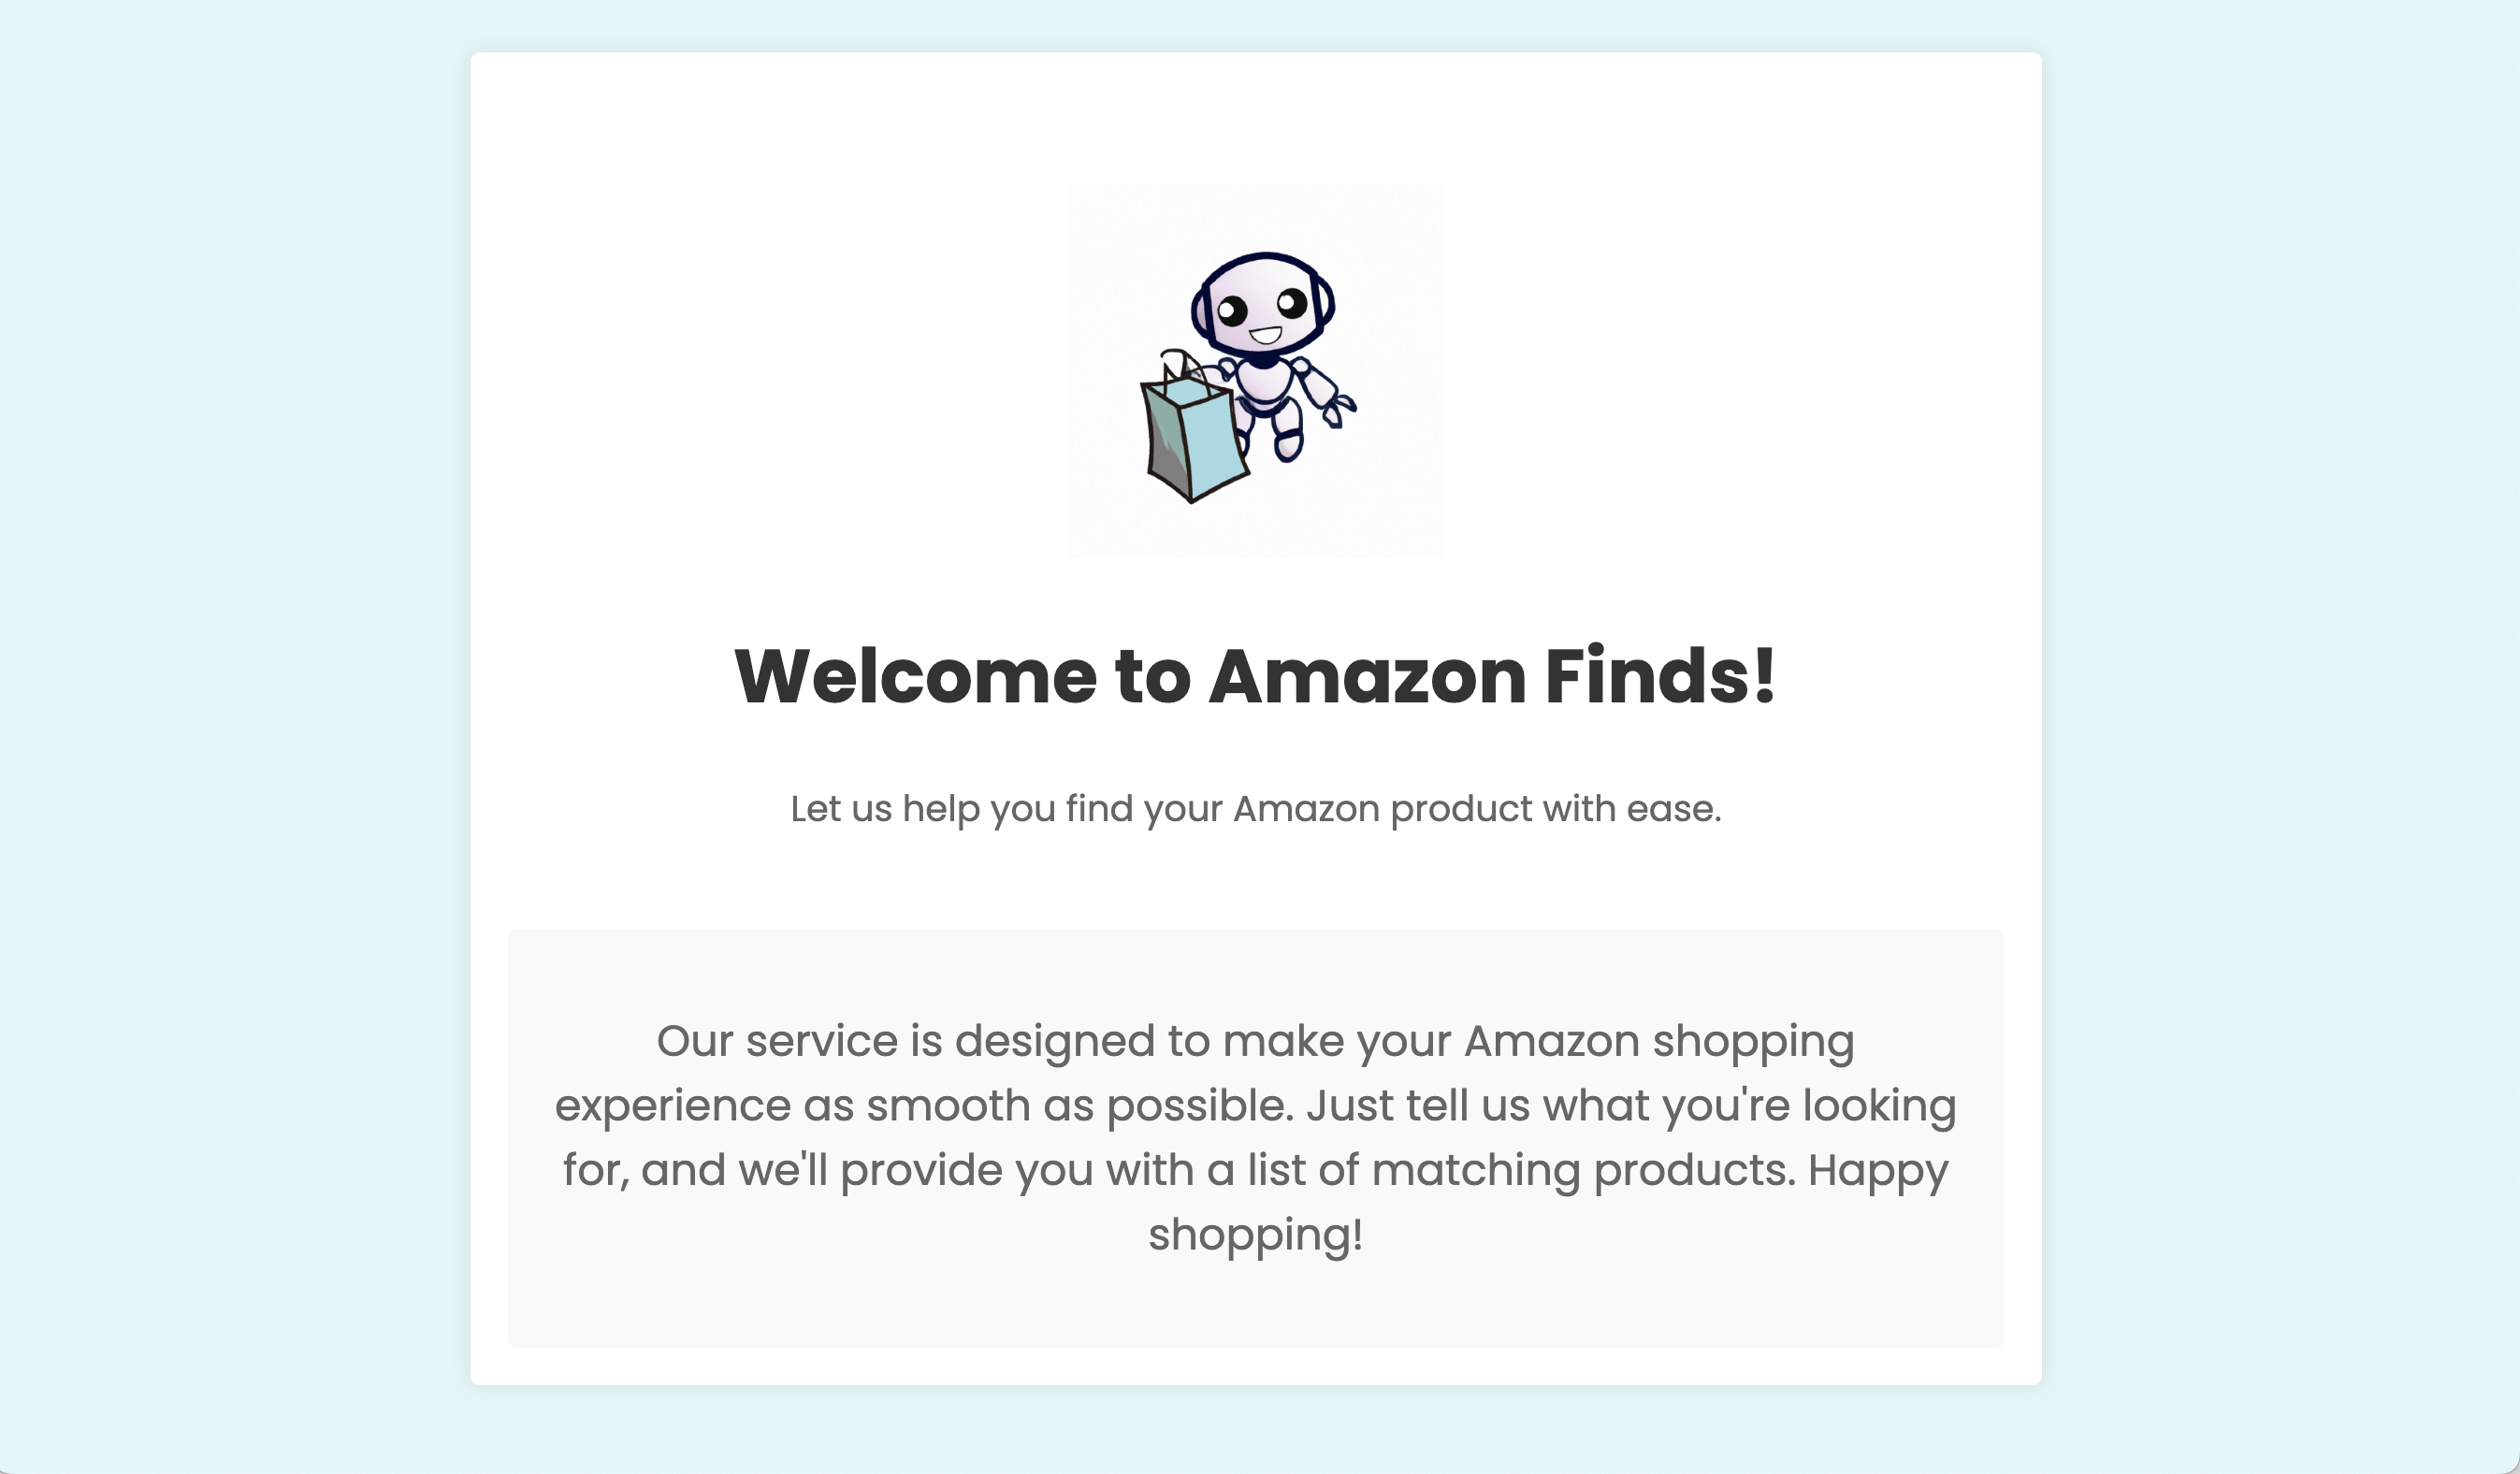 Welcome to Amazon Finds!
Let us help you find your Amazon product with ease.
Our service is designed to make your Amazon shopping
experience as smooth as possible. Just tell us what you're looking
for, and we'll provide you with a list of matching products. Happy
shopping!